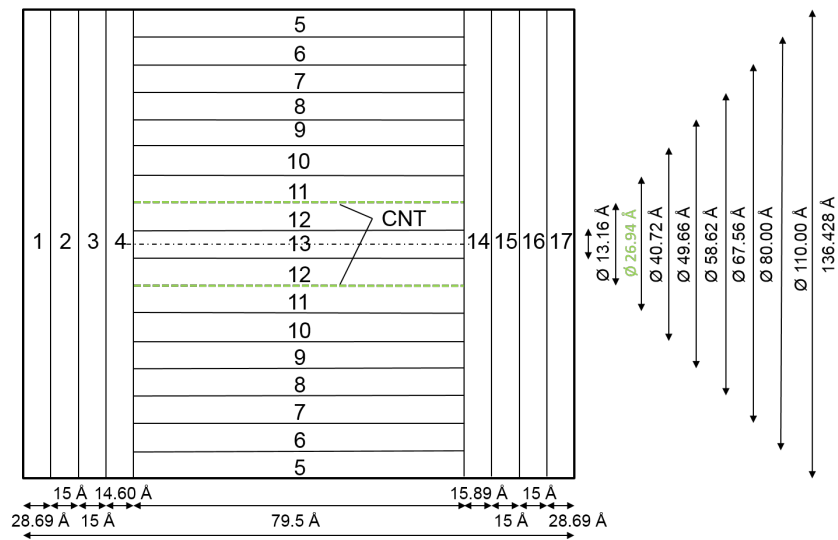 5
6
7
8
9
10
11
CNT
12
1 2 3 4 13 14 15 16 17
12
11
10
9
8
7
6
5
Ø 13.16 Å
Ø 26.94 Å
Ø 40.72 Å
Ø 49.66 Å
Ø 58.62 Å
Ø 67.56 Å
Ø 80.00 Å
Ø 110.00 Å
136.428 Å
15 Å 14.60 Å 15.89 Å 15 Å
28.69 Å 15 Å 79.5 Å 15 Å 28.69 Å